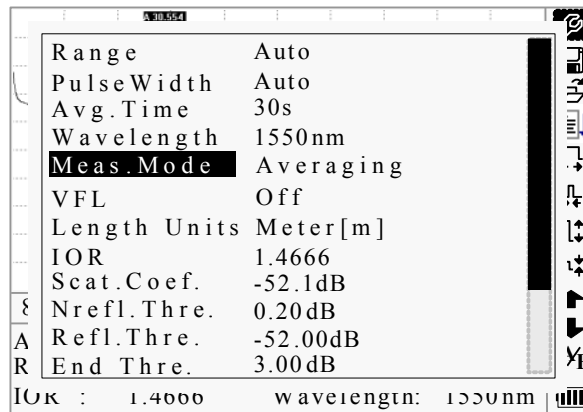 A 30.554
Range Auto
PulseWidth Auto
Avg.Time 30s
Wavelength 1550nm
Meas.Mode Averaging
VFL Off
Length Units Meter[m]
IOR 1.4666
Scat.Coef. -52.1dB
Nrefl.Thre. 0.20dB
Refl.Thre. -52.00dB
A
R End Thre. 3.00dB
IOR : 1.4666 Wavelength: 1550nm